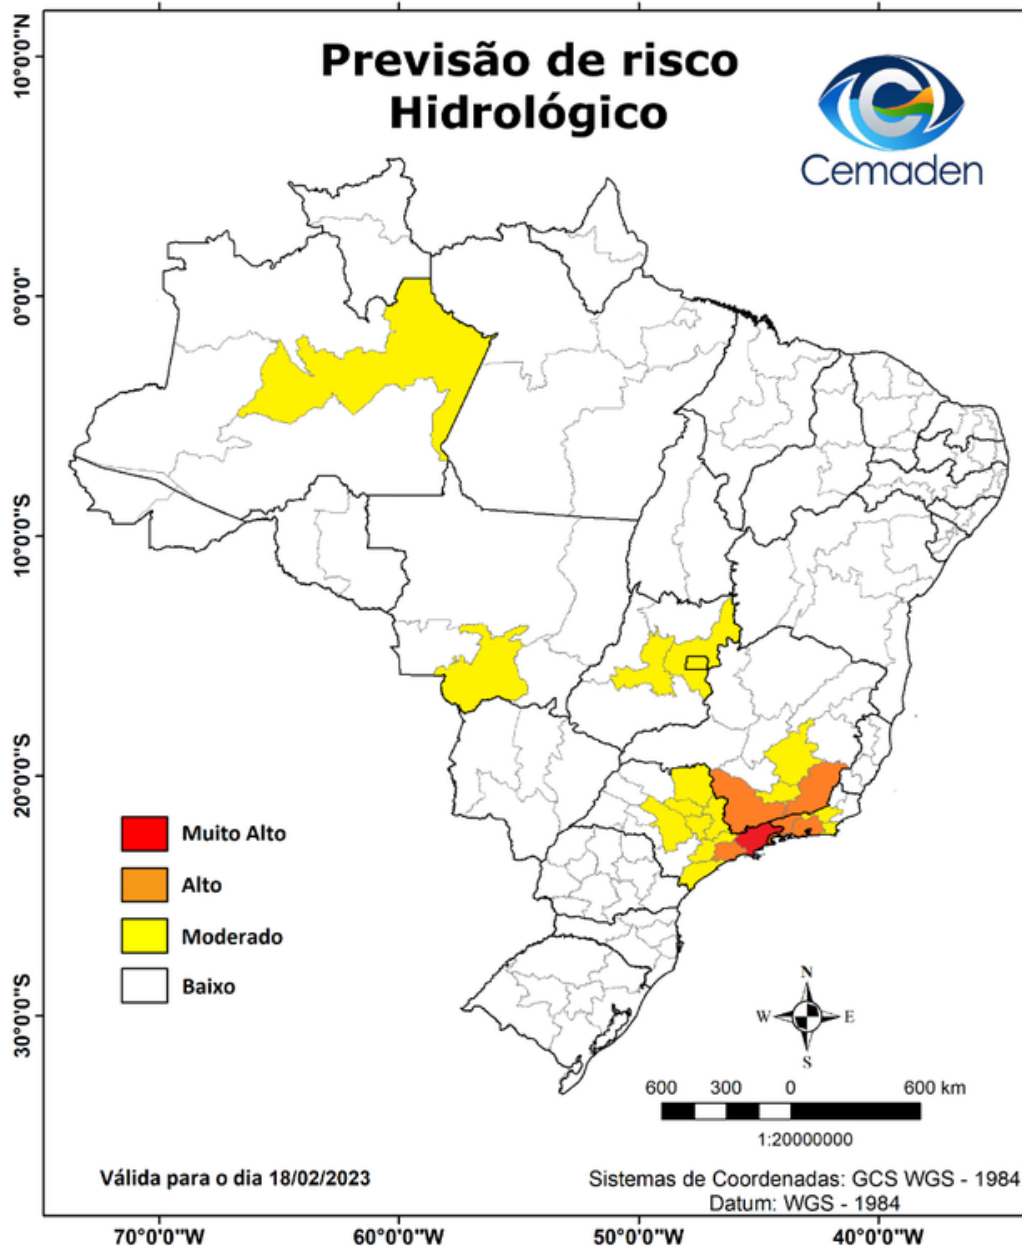 Previsão de risco
Hidrológico
Cemaden
10°0'0"N
0°0'0"
10°0'0"S
20°0'0"S
30°0'0"S
Muito Alto
Alto
Moderado
Baixo
N
W
E
S
600 300 0 600 km
1:20000000
Válida para o dia 18/02/2023
Sistemas de Coordenadas: GCS WGS - 1984
Datum: WGS - 1984
70°0'0"W 60°0'0"W 50°0'0"W 40°0'0"W